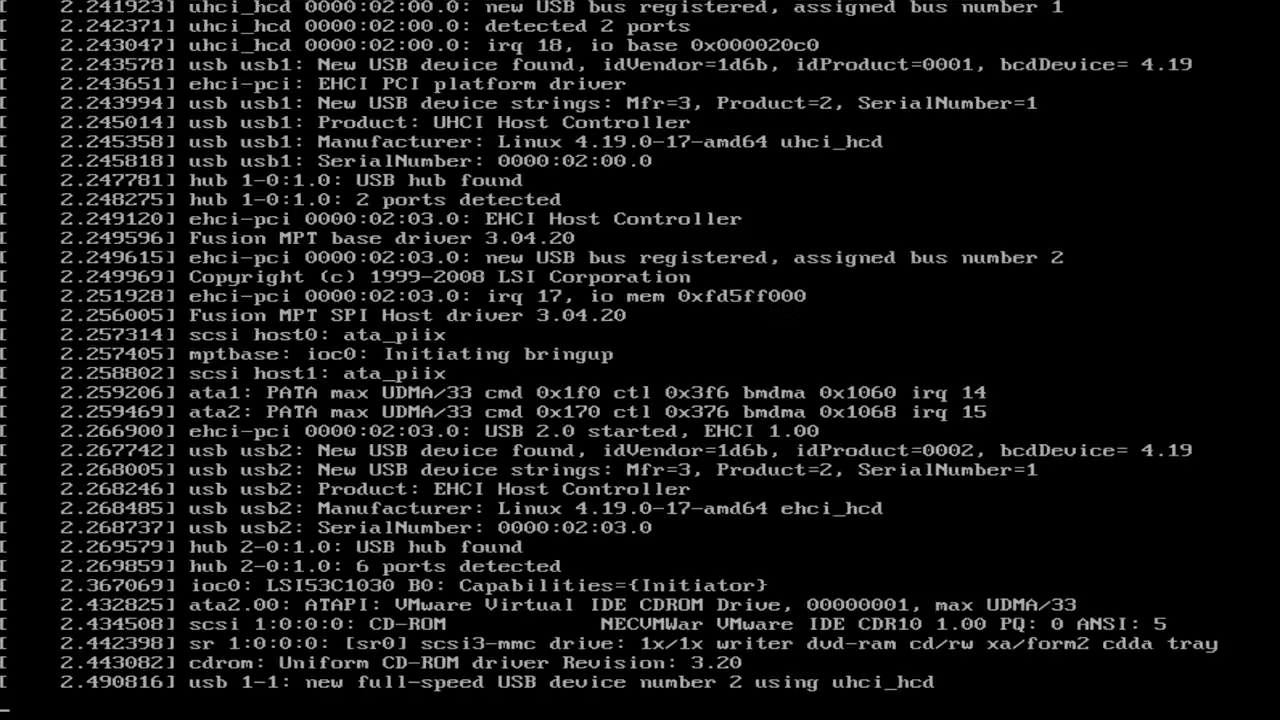 [    2.241923] uhci_hcd 0000:02:00.0: new USB bus registered, assigned bus number 1
[    2.242371] uhci_hcd 0000:02:00.0: detected 2 ports
[    2.243047] uhci_hcd 0000:02:00.0: irq 18, io base 0x000020c0
[    2.243578] usb usb1: New USB device found, idVendor=1d6b, idProduct=0001, bcdDevice= 4.19
[    2.243651] ehci-pci: EHCI PCI platform driver
[    2.243994] usb usb1: New USB device strings: Mfr=3, Product=2, SerialNumber=1
[    2.245014] usb usb1: Product: UHCI Host Controller
[    2.245358] usb usb1: Manufacturer: Linux 4.19.0-17-amd64 uhci_hcd
[    2.245818] usb usb1: SerialNumber: 0000:02:00.0
[    2.247781] hub 1-0:1.0: USB hub found
[    2.248275] hub 1-0:1.0: 2 ports detected
[    2.249120] ehci-pci 0000:02:03.0: EHCI Host Controller
[    2.249596] Fusion MPT base driver 3.04.20
[    2.249615] ehci-pci 0000:02:03.0: new USB bus registered, assigned bus number 2
[    2.249969] Copyright (c) 1999-2008 LSI Corporation
[    2.251928] ehci-pci 0000:02:03.0: irq 17, io mem 0xfd5ff000
[    2.256005] Fusion MPT SPI Host driver 3.04.20
[    2.257314] scsi host0: ata_piix
[    2.257405] mptbase: ioc0: Initiating bringup
[    2.258802] scsi host1: ata_piix
[    2.259206] ata1: PATA max UDMA/33 cmd 0x1f0 ctl 0x3f6 bmdma 0x1060 irq 14
[    2.259469] ata2: PATA max UDMA/33 cmd 0x170 ctl 0x376 bmdma 0x1068 irq 15
[    2.266900] ehci-pci 0000:02:03.0: USB 2.0 started, EHCI 1.00
[    2.267742] usb usb2: New USB device found, idVendor=1d6b, idProduct=0002, bcdDevice= 4.19
[    2.268005] usb usb2: New USB device strings: Mfr=3, Product=2, SerialNumber=1
[    2.268246] usb usb2: Product: EHCI Host Controller
[    2.268485] usb usb2: Manufacturer: Linux 4.19.0-17-amd64 ehci_hcd
[    2.268737] usb usb2: SerialNumber: 0000:02:03.0
[    2.269579] hub 2-0:1.0: USB hub found
[    2.269859] hub 2-0:1.0: 6 ports detected
[    2.367069] ioc0: LSI53C1030 B0: Capabilities={Initiator}
[    2.432825] ata2.00: ATAPI: VMware Virtual IDE CDROM Drive, 00000001, max UDMA/33
[    2.434508] scsi 1:0:0:0: CD-ROM            NECVMWar VMware IDE CDR10 1.00 PQ: 0 ANSI: 5
[    2.442398] sr 1:0:0:0: [sr0] scsi3-mmc drive: 1x/1x writer dvd-ram cd/rw xa/form2 cdda tray
[    2.443082] cdrom: Uniform CD-ROM driver Revision: 3.20
[    2.490816] usb 1-1: new full-speed USB device number 2 using uhci_hcd